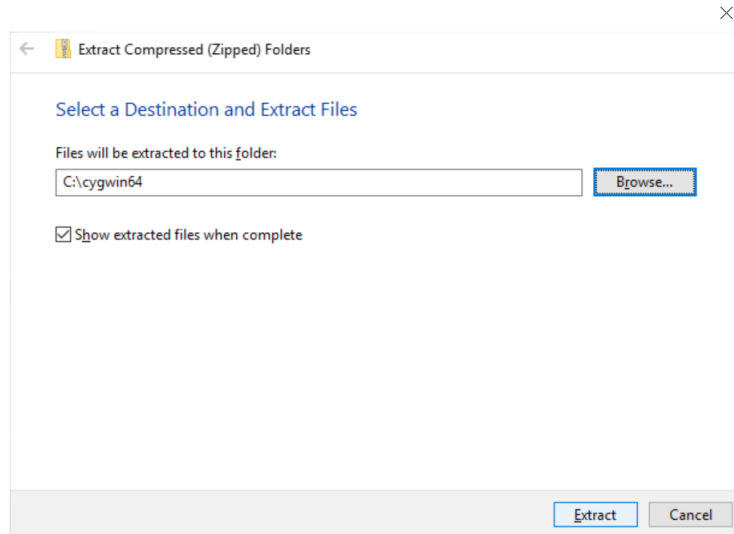 Extract Compressed (Zipped) Folders
Select a Destination and Extract Files
Files will be extracted to this folder:
C:\cygwin64
Browse...
Show extracted files when complete
Extract
Cancel